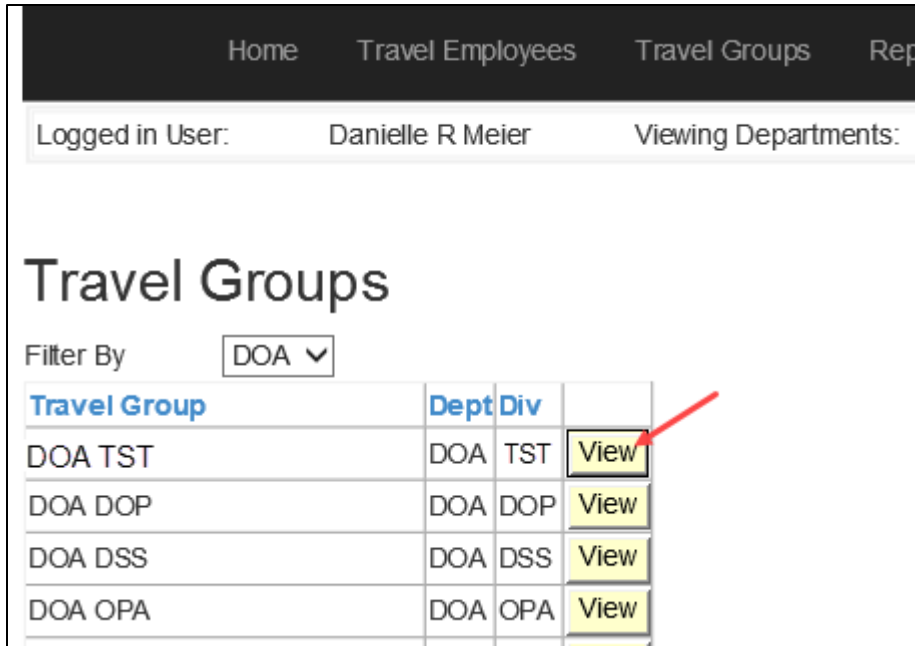 Home Travel Employees Travel Groups Rep
Logged in User: Danielle R Meier Viewing Departments:
Travel Groups
Filter By DOA
Travel Group Dept Div
DOA TST DOA TST View
DOA DOP DOA DOP View
DOA DSS DOA DSS View
DOA OPA DOA OPA View